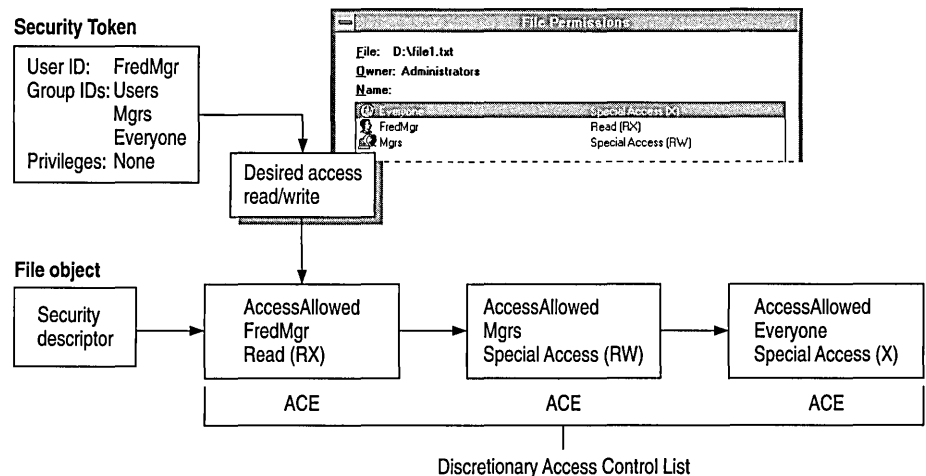 Security Token
User ID: FredMgr
Group IDs: Users
Mgrs
Everyone
Privileges: None
File Permissions
File: D:\file1.txt
Owner: Administrators
Name:
Everyone Special Access (X)
FredMgr Read (RX)
Mgrs Special Access (RW)
Desired access
read/write
File object
Security
descriptor
AccessAllowed
FredMgr
Read (RX)
ACE
AccessAllowed
Mgrs
Special Access (RW)
ACE
AccessAllowed
Everyone
Special Access (X)
ACE
Discretionary Access Control List